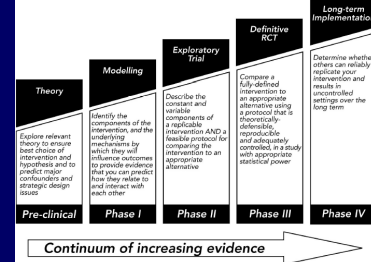 Theory
Explore relevant
theory to ensure
best choice of
intervention and
hypothesis and to
predict major
confounders and
strategic design
issues
Pre-clinical
Modelling
Identify the
components of the
intervention, and the
underlying
mechanisms by
which they will
influence outcomes
to provide evidence
that you can predict
how they relate to
and interact with
each other
Phase I
Exploratory
Trial
Describe the
constant and
variable
components of
a replicable
intervention AND a
feasible protocol for
comparing the
intervention to an
appropriate
alternative
Phase II
Definitive
RCT
Compare a
fully-defined
intervention to
an appropriate
alternative using
a protocol that is
theoretically-
defensible,
reproducible
and adequately
controlled, in a study
with appropriate
statistical power
Phase III
Long-term
Implementation
Determine whethe
others can reliably
replicate your
intervention and
results in
uncontrolled
settings over the
long term
Phase IV
Continuum of increasing evidence